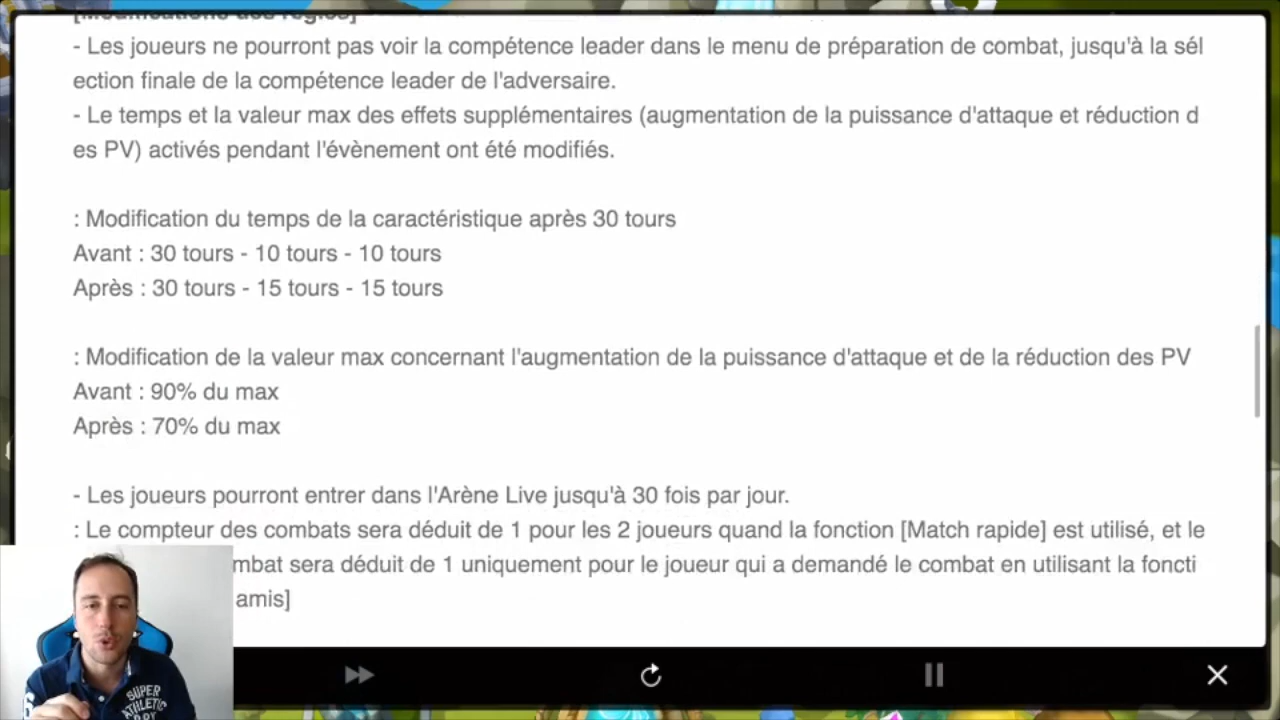 [Modifications des règles]
- Les joueurs ne pourront pas voir la compétence leader dans le menu de préparation de combat, jusqu'à la sél
ection finale de la compétence leader de l'adversaire.
- Le temps et la valeur max des effets supplémentaires (augmentation de la puissance d'attaque et réduction d
es PV) activés pendant l'évènement ont été modifiés.
: Modification du temps de la caractéristique après 30 tours
Avant : 30 tours - 10 tours - 10 tours
Après : 30 tours - 15 tours - 15 tours
: Modification de la valeur max concernant l'augmentation de la puissance d'attaque et de la réduction des PV
Avant : 90% du max
Après : 70% du max
- Les joueurs pourront entrer dans l'Arène Live jusqu'à 30 fois par jour.
: Le compteur des combats sera déduit de 1 pour les 2 joueurs quand la fonction [Match rapide] est utilisé, et le
mbat sera déduit de 1 uniquement pour le joueur qui a demandé le combat en utilisant la foncti
amis]
SUPER
ATHLETIC